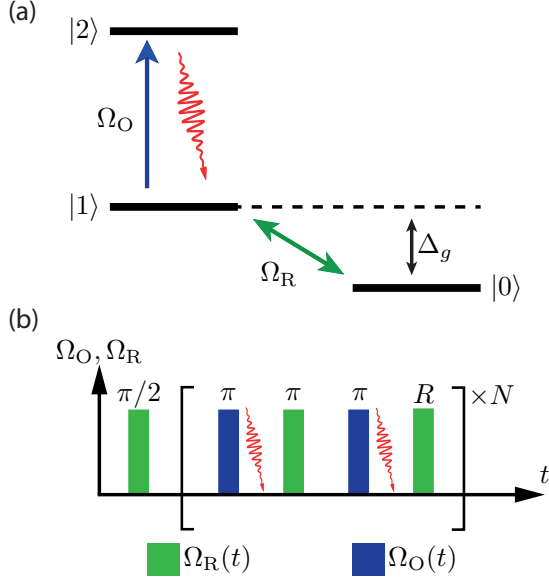 (a)
|2⟩
Ω_O
|1⟩
Ω_R
Δ_g
|0⟩
(b)
Ω_O, Ω_R
π/2 π π π R ×N
t
Ω_R(t) Ω_O(t)